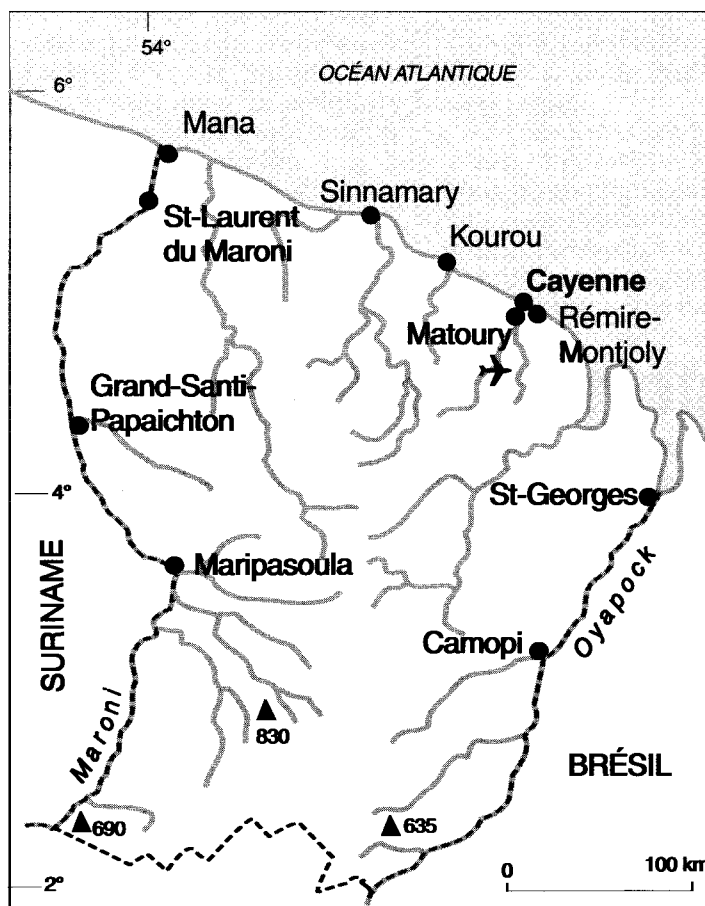 54°
OCÉAN ATLANTIQUE
6°
Mana
Sinnamary
St-Laurent
du Maroni
Kourou
Cayenne
Matoury
Rémire-
Montjoly
Grand-Santi-
Papaichton
4°
St-Georges
Maripasoula
SURINAME
Oyapock
Camopi
Maroni
830
BRÉSIL
690
635
0
100 km
2°